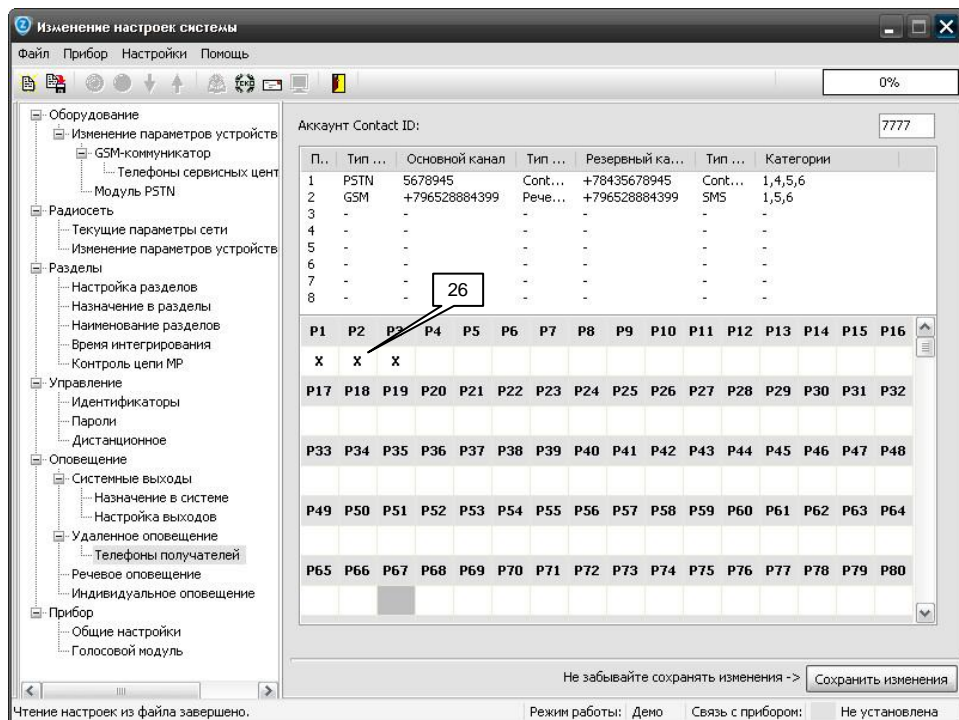 Изменение настроек системы
Файл Прибор Настройки Помощь
0%
Оборудование
Изменение параметров устройств
GSM-коммуникатор
Телефоны сервисных цент
Модуль PSTN
Радиосеть
Текущие параметры сети
Изменение параметров устройств
Разделы
Настройка разделов
Назначение в разделы
Наименование разделов
Время интегрирования
Контроль цепи МР
Управление
Идентификаторы
Пароли
Дистанционное
Оповещение
Системные выходы
Назначение в системе
Настройка выходов
Удаленное оповещение
Телефоны получателей
Речевое оповещение
Индивидуальное оповещение
Прибор
Общие настройки
Голосовой модуль
Аккаунт Contact ID: 7777
П.. Тип ... Основной канал Тип ... Резервный ка... Тип ... Категории
1 PSTN 5678945 Cont... +78435678945 Cont... 1,4,5,6
2 GSM +796528884399 Рече... +796528884399 SMS 1,5,6
3 - - - - - -
4 - - - - - -
5 - - - - - -
6 - - - - - -
7 - - - - - -
8 - - - - - -
26
P1 P2 P3 P4 P5 P6 P7 P8 P9 P10 P11 P12 P13 P14 P15 P16
X X X
P17 P18 P19 P20 P21 P22 P23 P24 P25 P26 P27 P28 P29 P30 P31 P32
P33 P34 P35 P36 P37 P38 P39 P40 P41 P42 P43 P44 P45 P46 P47 P48
P49 P50 P51 P52 P53 P54 P55 P56 P57 P58 P59 P60 P61 P62 P63 P64
P65 P66 P67 P68 P69 P70 P71 P72 P73 P74 P75 P76 P77 P78 P79 P80
Не забывайте сохранять изменения -> Сохранить изменения
Чтение настроек из файла завершено. Режим работы: Демо Связь с прибором: Не установлена